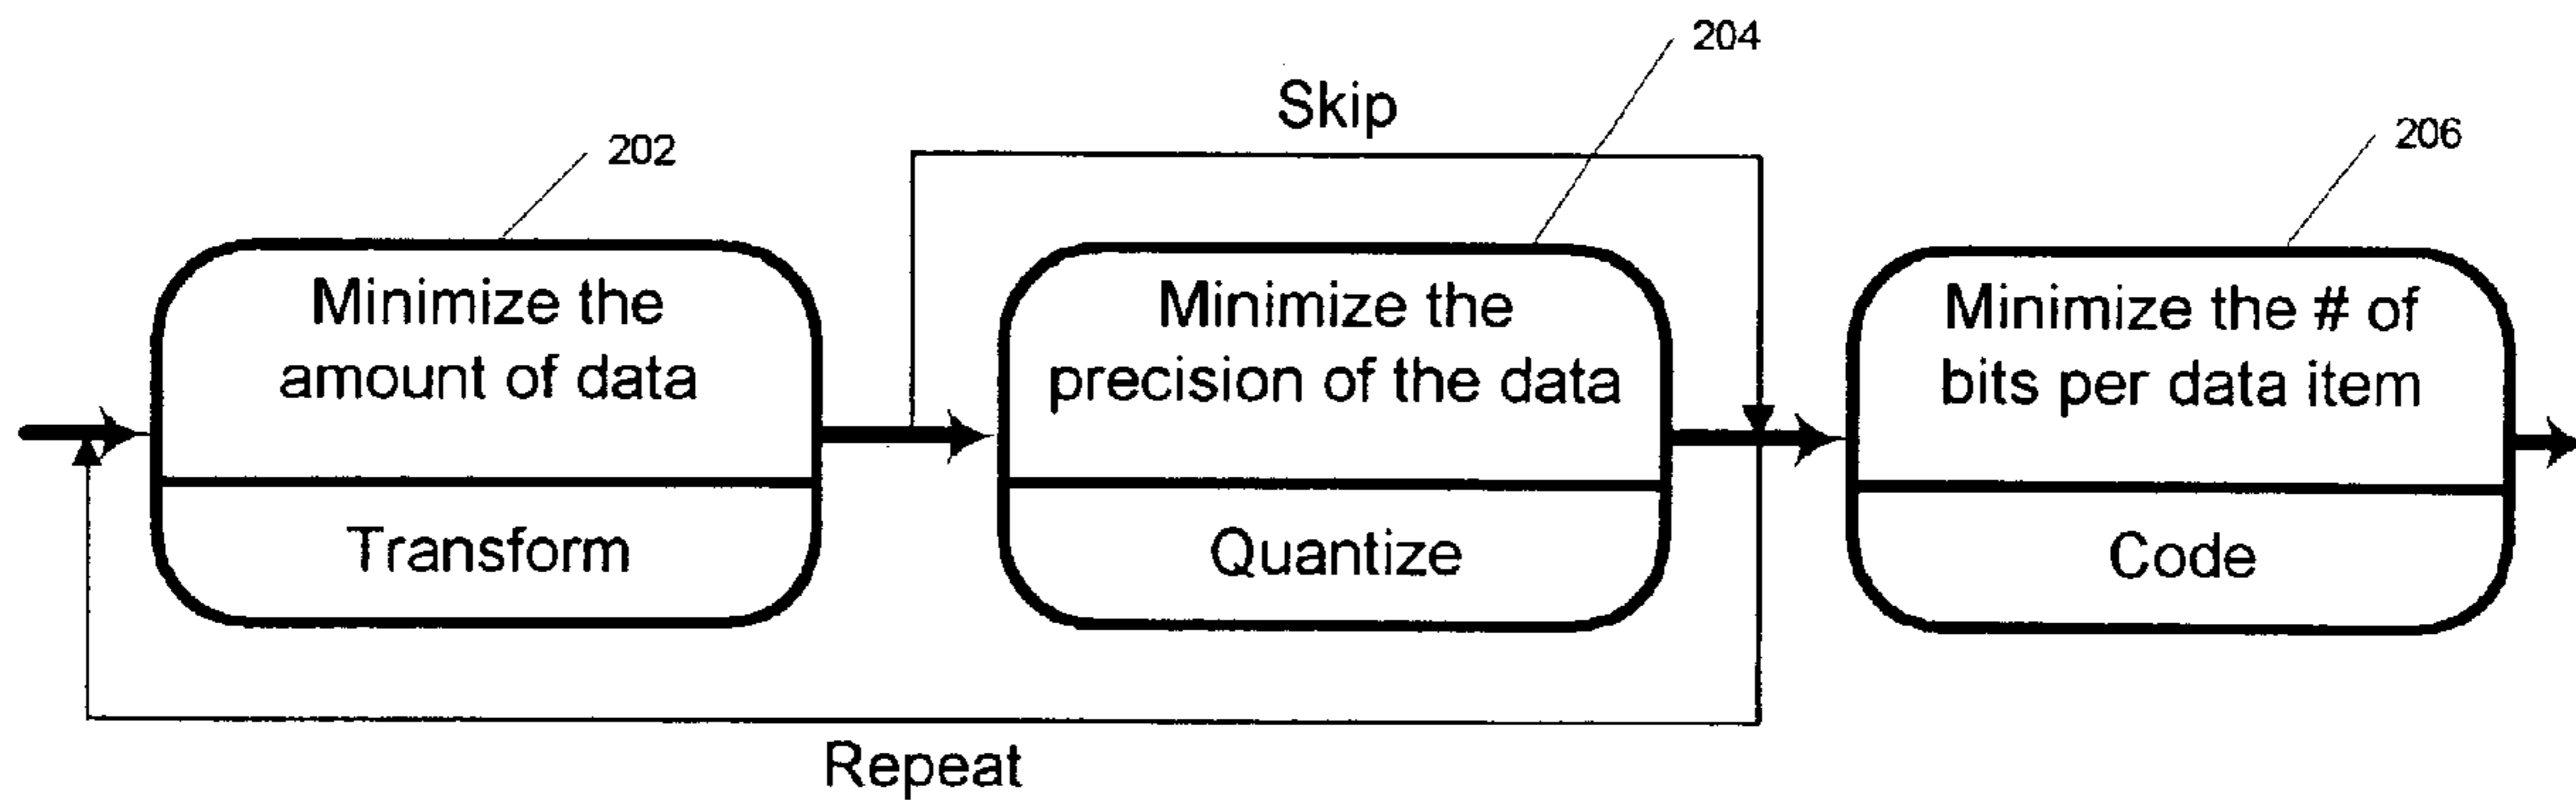 204
Skip
202
206
Minimize the
amount of data
Transform
Minimize the
precision of the data
Quantize
Minimize the # of
bits per data item
Code
Repeat